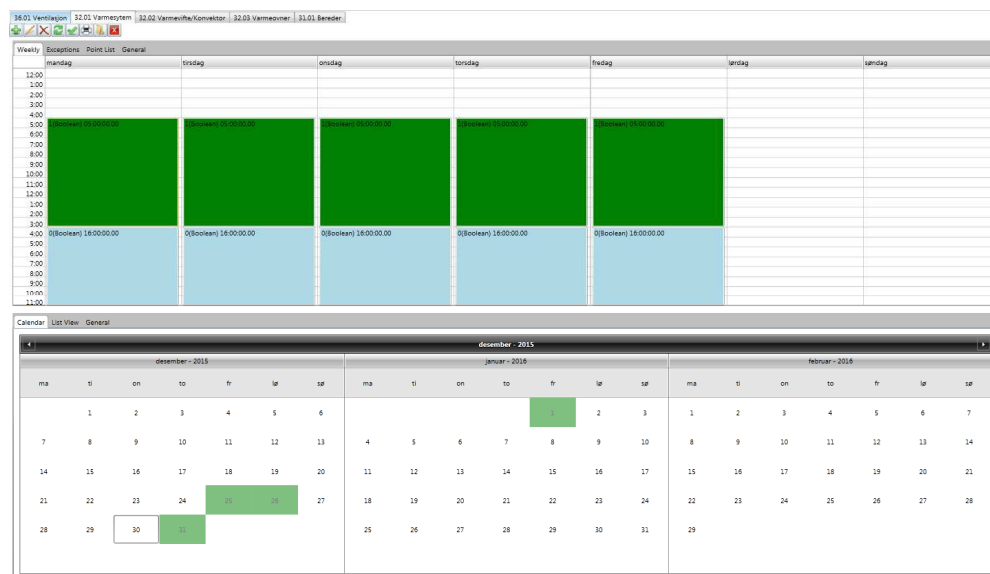 36.01 Ventilasjon 32.01 Varmesytem 32.02 Varmevifte/Konvektor 32.03 Varmeovner 31.01 Bereder
Weekly Exceptions Point List General
mandag tirsdag onsdag torsdag fredag lørdag søndag
12:00
1:00
2:00
3:00
4:00
5:00 1(Boolean) 05:00:00.00 1(Boolean) 05:00:00.00 1(Boolean) 05:00:00.00 1(Boolean) 05:00:00.00 1(Boolean) 05:00:00.00
6:00
7:00
8:00
9:00
10:00
11:00
12:00
1:00
2:00
3:00
4:00 0(Boolean) 16:00:00.00 0(Boolean) 16:00:00.00 0(Boolean) 16:00:00.00 0(Boolean) 16:00:00.00 0(Boolean) 16:00:00.00
5:00
6:00
7:00
8:00
9:00
10:00
11:00
Calendar List View General
desember - 2015
desember - 2015 januar - 2016 februar - 2016
ma ti on to fr lø sø ma ti on to fr lø sø ma ti on to fr lø sø
1 2 3 4 5 6 1 2 3 1 2 3 4 5 6 7
7 8 9 10 11 12 13 4 5 6 7 8 9 10 8 9 10 11 12 13 14
14 15 16 17 18 19 20 11 12 13 14 15 16 17 15 16 17 18 19 20 21
21 22 23 24 25 26 27 18 19 20 21 22 23 24 22 23 24 25 26 27 28
28 29 30 31 25 26 27 28 29 30 31 29